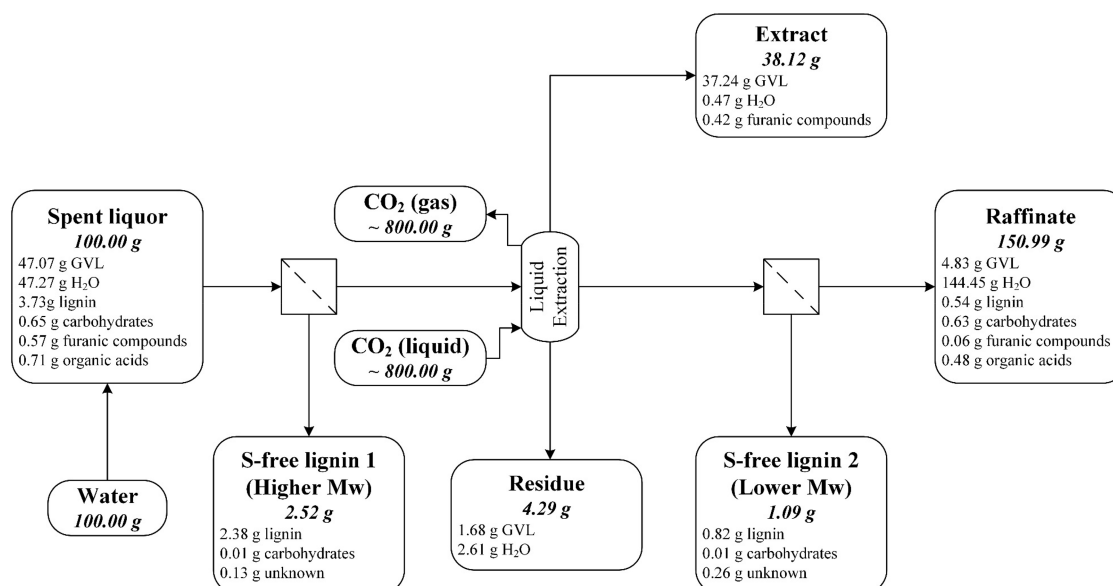 Extract
38.12 g
37.24 g GVL
0.47 g H₂O
0.42 g furanic compounds
Spent liquor
100.00 g
47.07 g GVL
47.27 g H₂O
3.73g lignin
0.65 g carbohydrates
0.57 g furanic compounds
0.71 g organic acids
CO₂ (gas)
~ 800.00 g
Liquid
Extraction
CO₂ (liquid)
~ 800.00 g
Raffinate
150.99 g
4.83 g GVL
144.45 g H₂O
0.54 g lignin
0.63 g carbohydrates
0.06 g furanic compounds
0.48 g organic acids
Water
100.00 g
S-free lignin 1
(Higher Mw)
2.52 g
2.38 g lignin
0.01 g carbohydrates
0.13 g unknown
Residue
4.29 g
1.68 g GVL
2.61 g H₂O
S-free lignin 2
(Lower Mw)
1.09 g
0.82 g lignin
0.01 g carbohydrates
0.26 g unknown